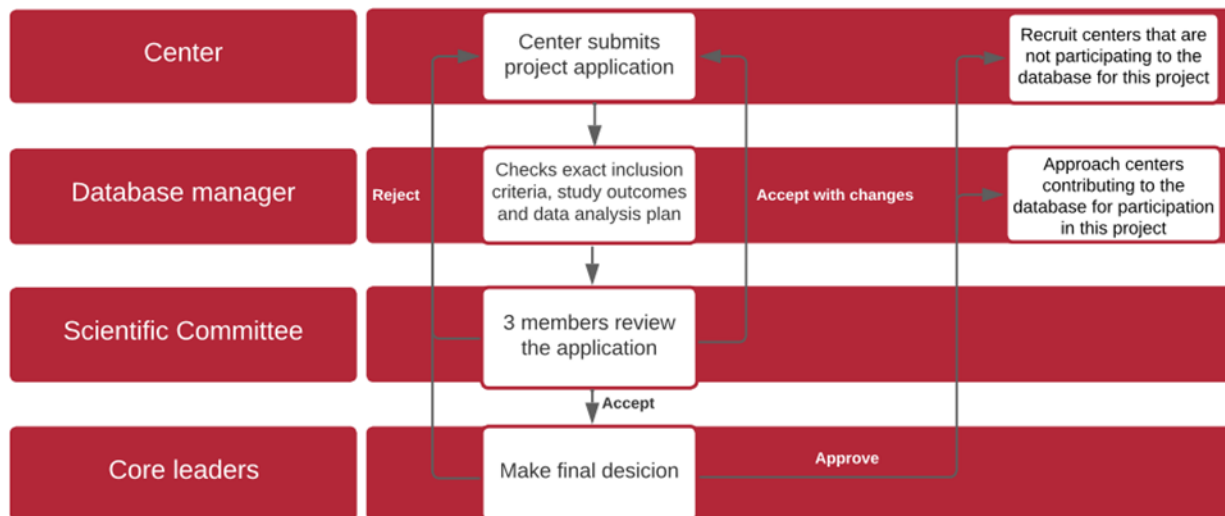 Center
Center submits
project application
Recruit centers that are
not participating to the
database for this project
Database manager
Reject
Checks exact inclusion
criteria, study outcomes
and data analysis plan
Accept with changes
Approach centers
contributing to the
database for participation
in this project
Scientific Committee
3 members review
the application
Accept
Core leaders
Make final desicion
Approve